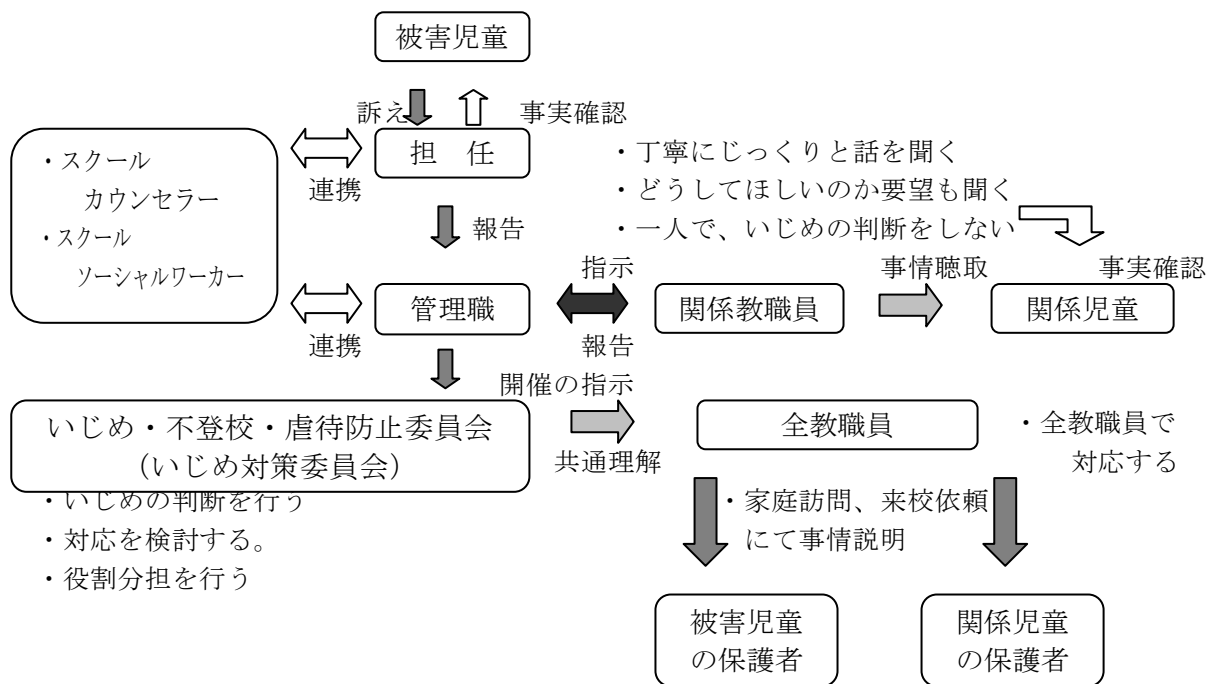 被害児童
訴え
事実確認
担　任
・スクール
カウンセラー
・スクール
ソーシャルワーカー
連携
・丁寧にじっくりと話を聞く
・どうしてほしいのか要望も聞く
・一人で、いじめの判断をしない
報告
指示
事情聴取
事実確認
管理職
関係教職員
関係児童
連携
報告
開催の指示
いじめ・不登校・虐待防止委員会
（いじめ対策委員会）
共通理解
全教職員
・全教職員で
対応する
・いじめの判断を行う
・対応を検討する。
・役割分担を行う
・家庭訪問、来校依頼
にて事情説明
被害児童
の保護者
関係児童
の保護者